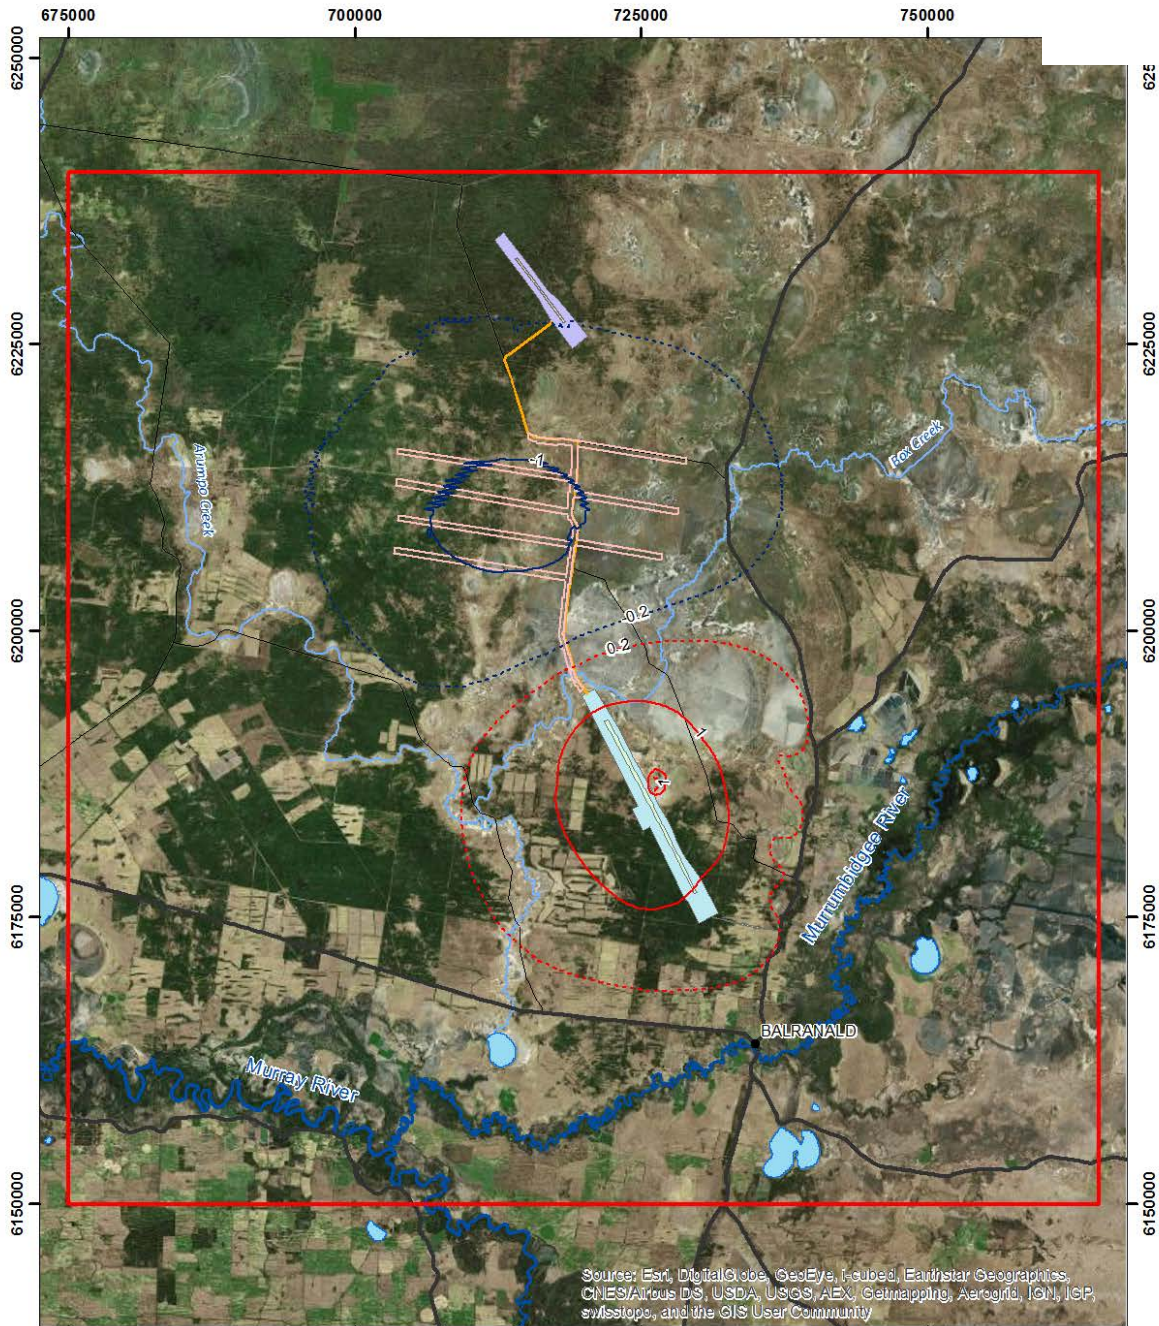 675000 700000 725000 750000
6250000
625
6225000
6225000
Box Creek
Arumpo Creek
-1
-0.2
0.2
6200000
6200000
1
1
Murrumbidgee River
6175000
6175000
BALRANALD
Murray River
6150000
6150000
Source: Esri, DigitalGlobe, GeoEye, i-cubed, Earthstar Geographics,
CNES/Airbus DS, USDA, USGS, AEX, Getmapping, Aerogrid, IGN, IGP,
swisstopo, and the GIS User Community